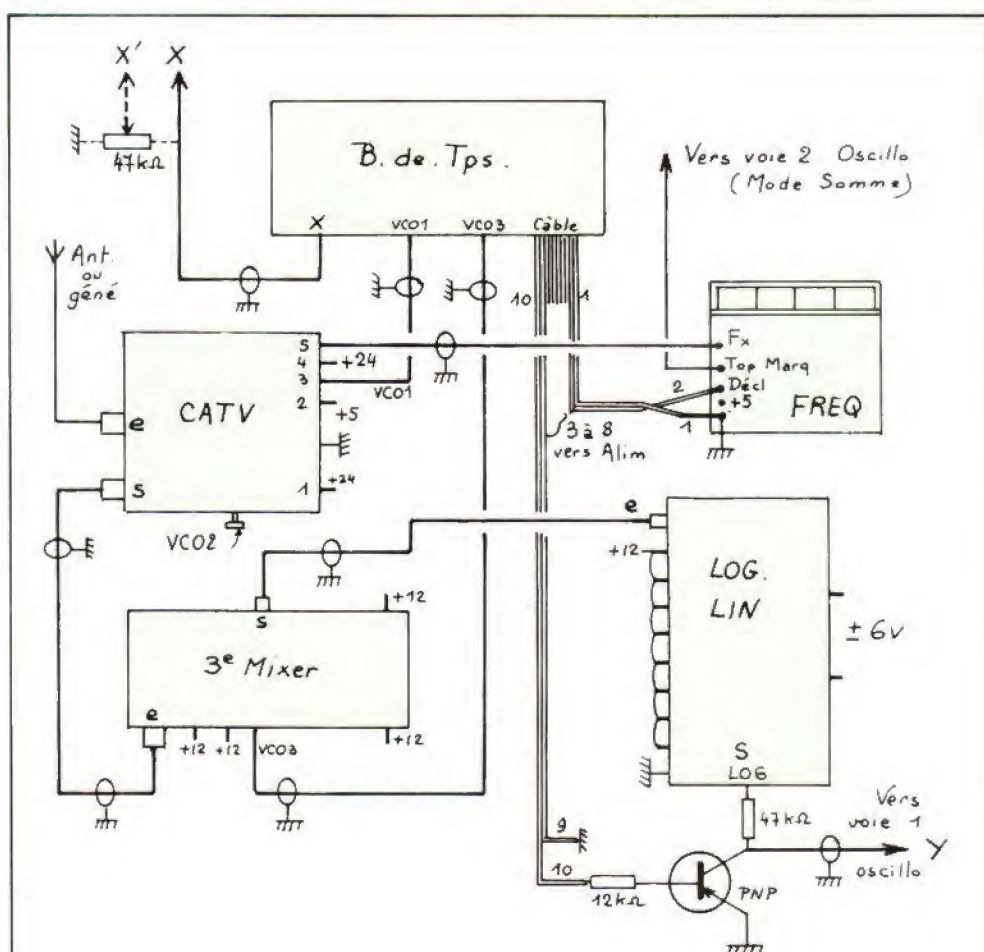 X' X
47kΩ
B. de. Tps.
X VCO1 VCO3 Câble
10 1
Vers voie 2 Oscillo
(Mode Somme)
Ant.
ou
géné
5
4 +24
3 VCO1
2 +5
1 +24
CATV
e
s
VCO2
Fx
Top Marq.
Décl
+5
FREQ
2
1
3 à 8
vers Alim
s +12
3e Mixer
e
+12 +12 VCO3 +12
e
+12
LOG.
LIN
± 6v
S
LOG
47kΩ
Vers
voie 1
Y
oscillo
9
10
12kΩ
PNP